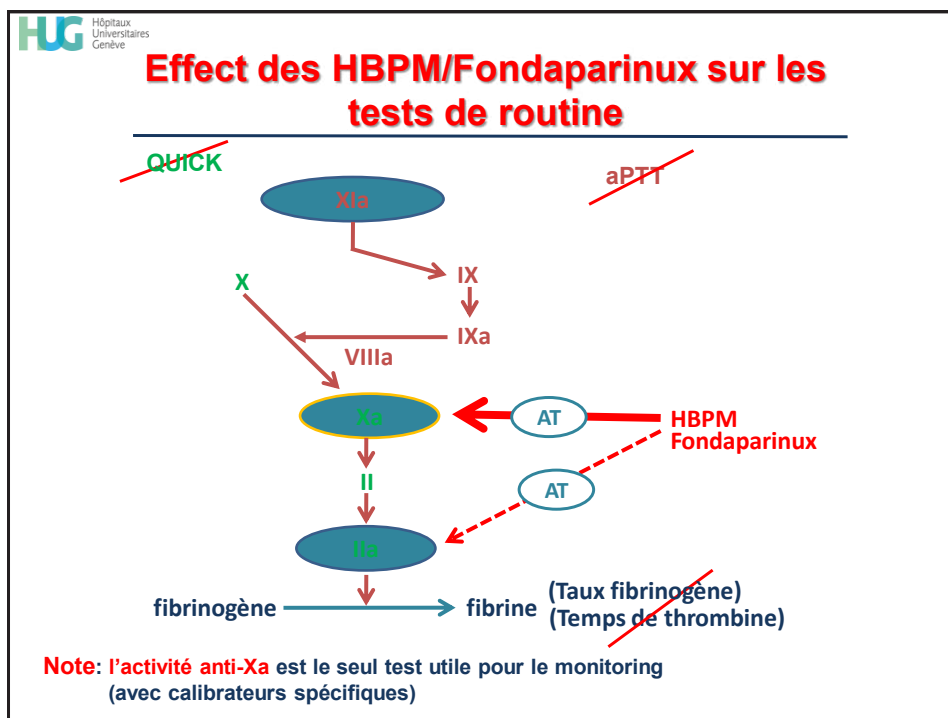 HUG
Hôpitaux
Universitaires
Genève
Effect des HBPM/Fondaparinux sur les
tests de routine
QUICK
aPTT
XIa
IX
X
IXa
VIIIa
Xa
AT
HBPM
Fondaparinux
II
AT
IIa
fibrinogène
fibrine
(Taux fibrinogène)
(Temps de thrombine)
Note: l'activité anti-Xa est le seul test utile pour le monitoring
(avec calibrateurs spécifiques)